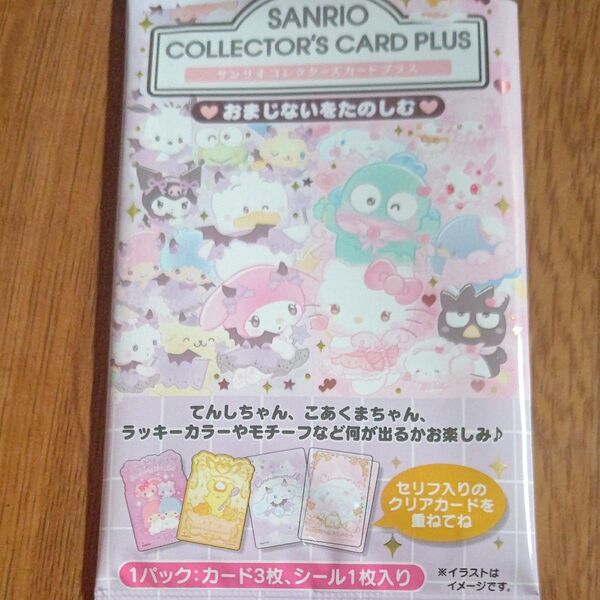 SANRIO
COLLECTOR'S CARD PLUS
サンリオコレクターズカードプラス
おまじないをたのしむ
てんしちゃん、こあくまちゃん、
ラッキーカラーやモチーフなど何が出るかお楽しみ♪
セリフ入りの
クリアカードを
重ねてね
1パック:カード3枚、シール1枚入り
※イラストは
イメージです。